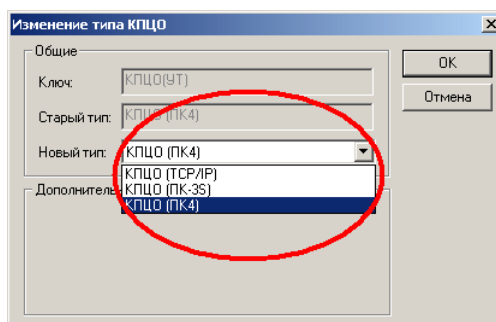 Изменение типа КПЦО
Общие
OK
Ключ: КПЦО(УТ)
Отмена
Старый тип: КПЦО (ПК4)
Новый тип: КПЦО (ПК4)
КПЦО (TCP/IP)
Дополнитель КПЦО (ПК-3S)
КПЦО (ПК4)